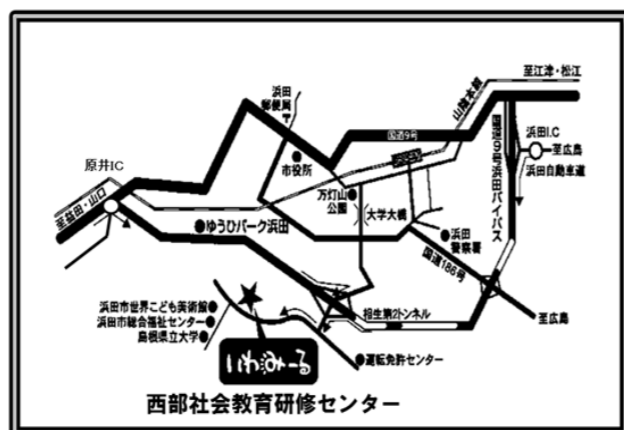 至江津・松江
山陰本線
浜田
郵便局
〒
国道9号
国道9号浜田バイパス
浜田I.C
至広島
浜田自動車道
原井IC
市役所
万灯山
公園
大学大橋
至益田・山口
ゆうひパーク浜田
浜田
警察署
国道186号
浜田市世界こども美術館
浜田市総合福祉センター
島根県立大学
相生第2トンネル
至広島
いわみーる
運転免許センター
西部社会教育研修センター